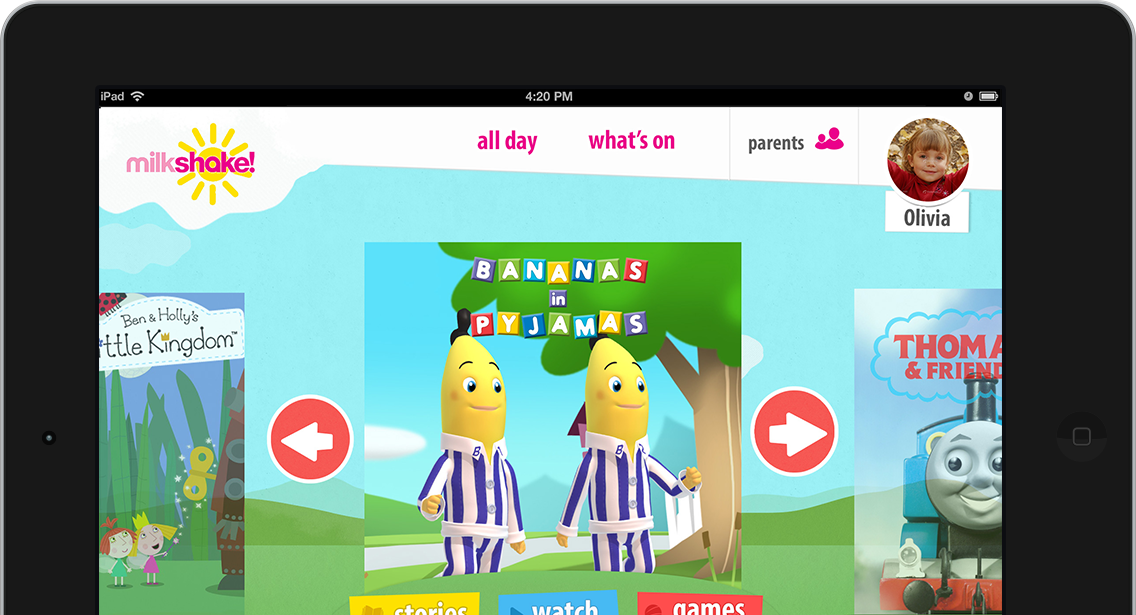 iPad
4:20 PM
milkshake!
all day
what's on
parents
Olivia
BANANAS
in
PYJAMAS
Ben & Holly's
ttle Kingdom™
THOMA
& FRIEND
B
B
stories
watch
games